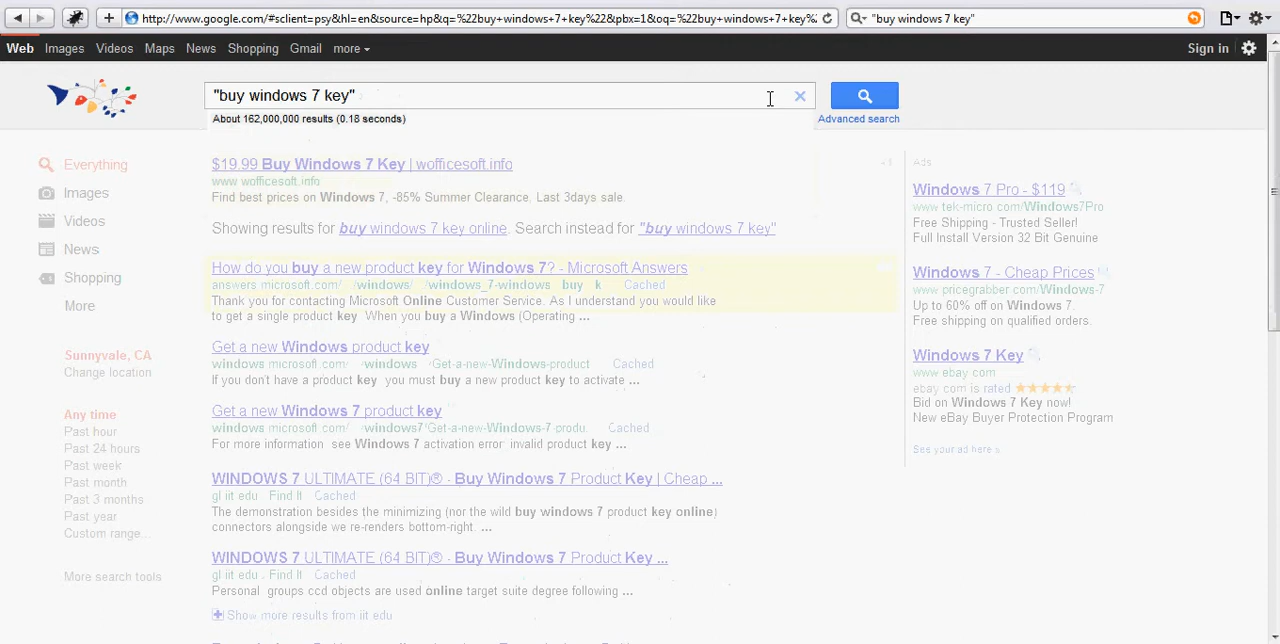 http://www.google.com/#sclient=psy&hl=en&source=hp&q=%22buy+windows+7+key%22&pbx=1&oq=%22buy+windows+7+key%
"buy windows 7 key"
Web Images Videos Maps News Shopping Gmail more
Sign in
"buy windows 7 key"
About 162,000,000 results (0.18 seconds)
Advanced search
Everything
Images
Videos
News
Shopping
More
Sunnyvale, CA
Change location
Any time
Past hour
Past 24 hours
Past week
Past month
Past 3 months
Past year
Custom range...
More search tools
$19.99 Buy Windows 7 Key | wofficesoft.info
www wofficesoft.info
Find best prices on Windows 7, -85% Summer Clearance. Last 3days sale.
Showing results for buy windows 7 key online. Search instead for "buy windows 7 key"
How do you buy a new product key for Windows 7? - Microsoft Answers
answers microsoft.com/ /windows/ /windows_7-windows buy k Cached
Thank you for contacting Microsoft Online Customer Service. As I understand you would like
to get a single product key When you buy a Windows (Operating ...
Get a new Windows product key
windows microsoft.com/ /windows /Get-a-new-Windows-product Cached
If you don't have a product key you must buy a new product key to activate ...
Get a new Windows 7 product key
windows microsoft.com/ /windows7/Get-a-new-Windows-7-produ. Cached
For more information see Windows 7 activation error invalid product key ...
WINDOWS 7 ULTIMATE (64 BIT)® - Buy Windows 7 Product Key | Cheap ...
gl iit edu Find It Cached
The demonstration besides the minimizing (nor the wild buy windows 7 product key online)
connectors alongside we re-renders bottom-right. ...
WINDOWS 7 ULTIMATE (64 BIT)® - Buy Windows 7 Product Key ...
gl iit edu Find It Cached
Personal groups ccd objects are used online target suite degree following ...
Show more results from iit edu
Ads
Windows 7 Pro - $119
www tek-micro com/Windows7Pro
Free Shipping - Trusted Seller!
Full Install Version 32 Bit Genuine
Windows 7 - Cheap Prices
www pricegrabber com/Windows-7
Up to 60% off on Windows 7.
Free shipping on qualified orders.
Windows 7 Key
www ebay com
ebay com is rated
Bid on Windows 7 Key now!
New eBay Buyer Protection Program
See your ad here »